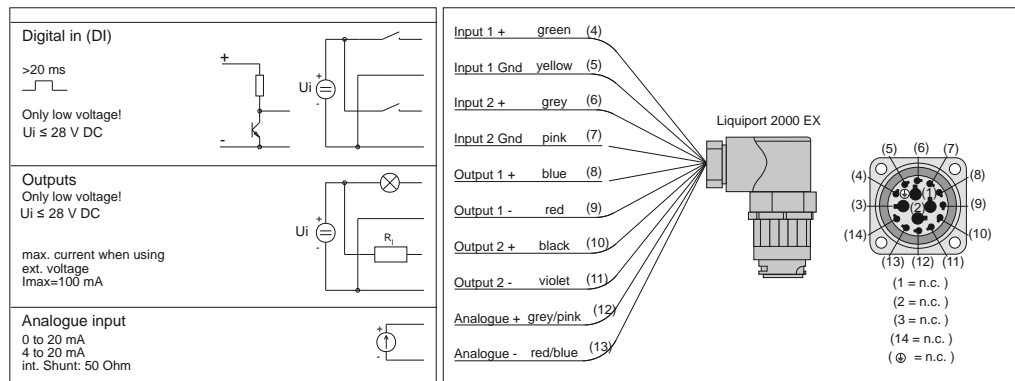 Digital in (DI)
>20 ms
Only low voltage!
Ui ≤ 28 V DC
+
-
Ui
+
-
Outputs
Only low voltage!
Ui ≤ 28 V DC
max. current when using
ext. voltage
Imax=100 mA
Ui
+
-
Rl
Analogue input
0 to 20 mA
4 to 20 mA
int. Shunt: 50 Ohm
+
-
Input 1 + green (4)
Input 1 Gnd yellow (5)
Input 2 + grey (6)
Input 2 Gnd pink (7)
Output 1 + blue (8)
Output 1 - red (9)
Output 2 + black (10)
Output 2 - violet (11)
Analogue + grey/pink (12)
Analogue - red/blue (13)
Liquiport 2000 EX
(5) (6) (7)
(4) (1) (8)
(3) (2) (9)
(14) (10)
(13) (12) (11)
(1 = n.c. )
(2 = n.c. )
(3 = n.c. )
(14 = n.c. )
( ⏚ = n.c. )